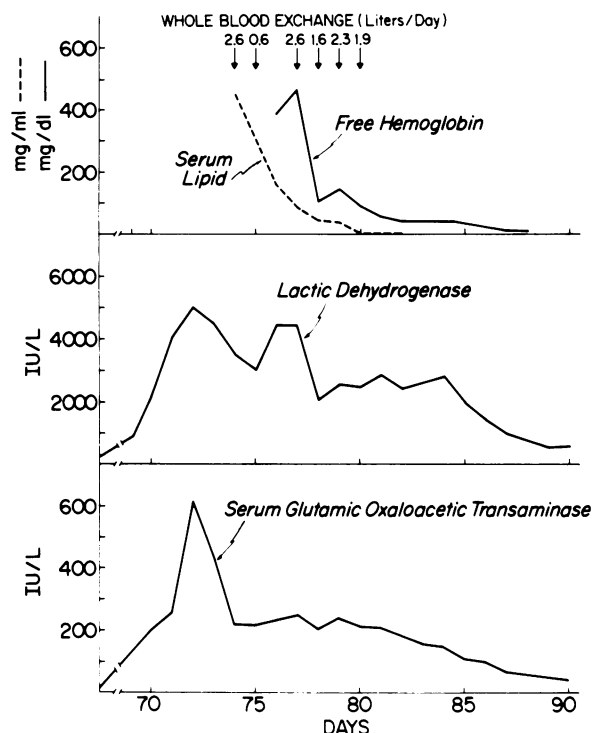 WHOLE BLOOD EXCHANGE (Liters/Day)
2.6 0.6 2.6 1.6 2.3 1.9
600
400
200
mg/ml
mg/dl
Serum
Lipid
Free Hemoglobin
6000
4000
2000
IU/L
Lactic Dehydrogenase
600
400
200
IU/L
Serum Glutamic Oxaloacetic Transaminase
70 75 80 85 90
DAYS